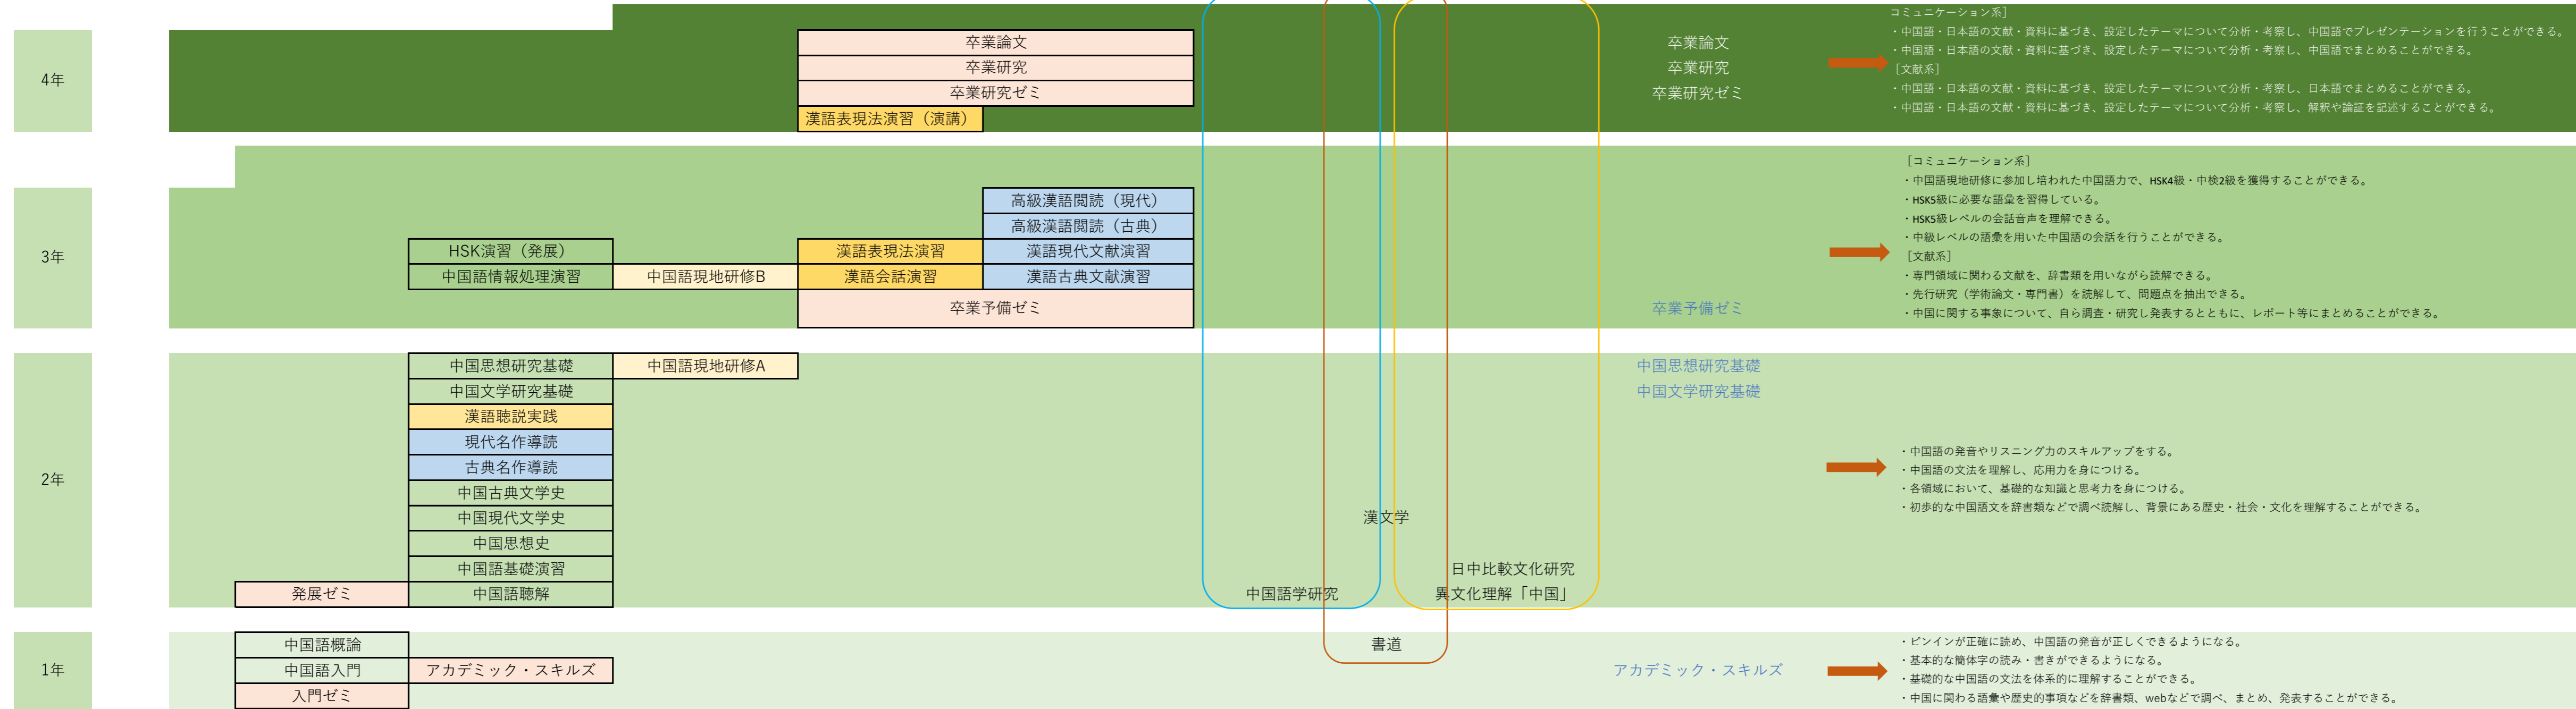 4年
卒業論文
卒業研究
卒業研究ゼミ
漢語表現法演習（演講）
卒業論文
卒業研究
卒業研究ゼミ
コミュニケーション系］
・中国語・日本語の文献・資料に基づき、設定したテーマについて分析・考察し、中国語でプレゼンテーションを行うことができる。
・中国語・日本語の文献・資料に基づき、設定したテーマについて分析・考察し、中国語でまとめることができる。
［文献系］
・中国語・日本語の文献・資料に基づき、設定したテーマについて分析・考察し、日本語でまとめることができる。
・中国語・日本語の文献・資料に基づき、設定したテーマについて分析・考察し、解釈や論証を記述することができる。
3年
高級漢語閲読（現代）
高級漢語閲読（古典）
HSK演習（発展）
漢語表現法演習
漢語現代文献演習
中国語情報処理演習
中国語現地研修B
漢語会話演習
漢語古典文献演習
卒業予備ゼミ
卒業予備ゼミ
［コミュニケーション系］
・中国語現地研修に参加し培われた中国語力で、HSK4級・中検2級を獲得することができる。
・HSK5級に必要な語彙を習得している。
・HSK5級レベルの会話音声を理解できる。
・中級レベルの語彙を用いた中国語の会話を行うことができる。
［文献系］
・専門領域に関わる文献を、辞書類を用いながら読解できる。
・先行研究（学術論文・専門書）を読解して、問題点を抽出できる。
・中国に関する事象について、自ら調査・研究し発表するとともに、レポート等にまとめることができる。
2年
中国思想研究基礎
中国語現地研修A
中国文学研究基礎
漢語聴説実践
現代名作導読
古典名作導読
中国古典文学史
中国現代文学史
中国思想史
中国語基礎演習
発展ゼミ
中国語聴解
漢文学
日中比較文化研究
中国語学研究
異文化理解「中国」
中国思想研究基礎
中国文学研究基礎
・中国語の発音やリスニング力のスキルアップをする。
・中国語の文法を理解し、応用力を身につける。
・各領域において、基礎的な知識と思考力を身につける。
・初歩的な中国語文を辞書類などで調べ読解し、背景にある歴史・社会・文化を理解することができる。
1年
中国語概論
中国語入門
アカデミック・スキルズ
入門ゼミ
書道
アカデミック・スキルズ
・ピンインが正確に読め、中国語の発音が正しくできるようになる。
・基本的な簡体字の読み・書きができるようになる。
・基礎的な中国語の文法を体系的に理解することができる。
・中国に関わる語彙や歴史的事項などを辞書類、webなどで調べ、まとめ、発表することができる。